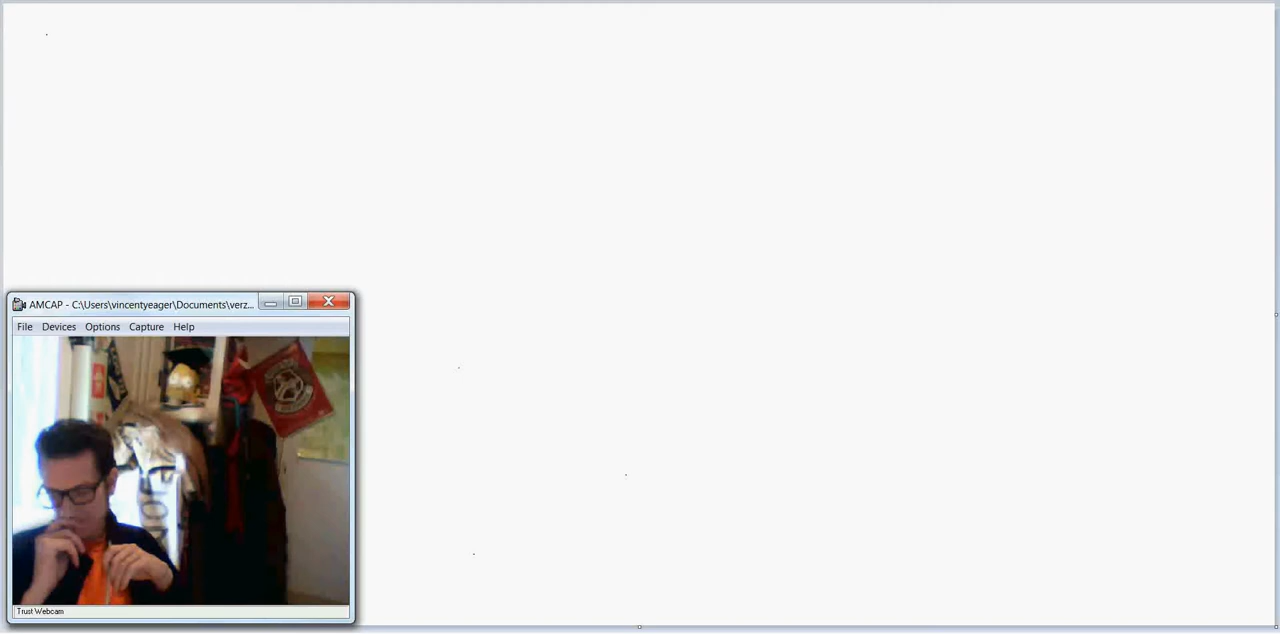 AMCAP - C:\Users\vincentyeager\Documents\verz...
File Devices Options Capture Help
Trust Webcam